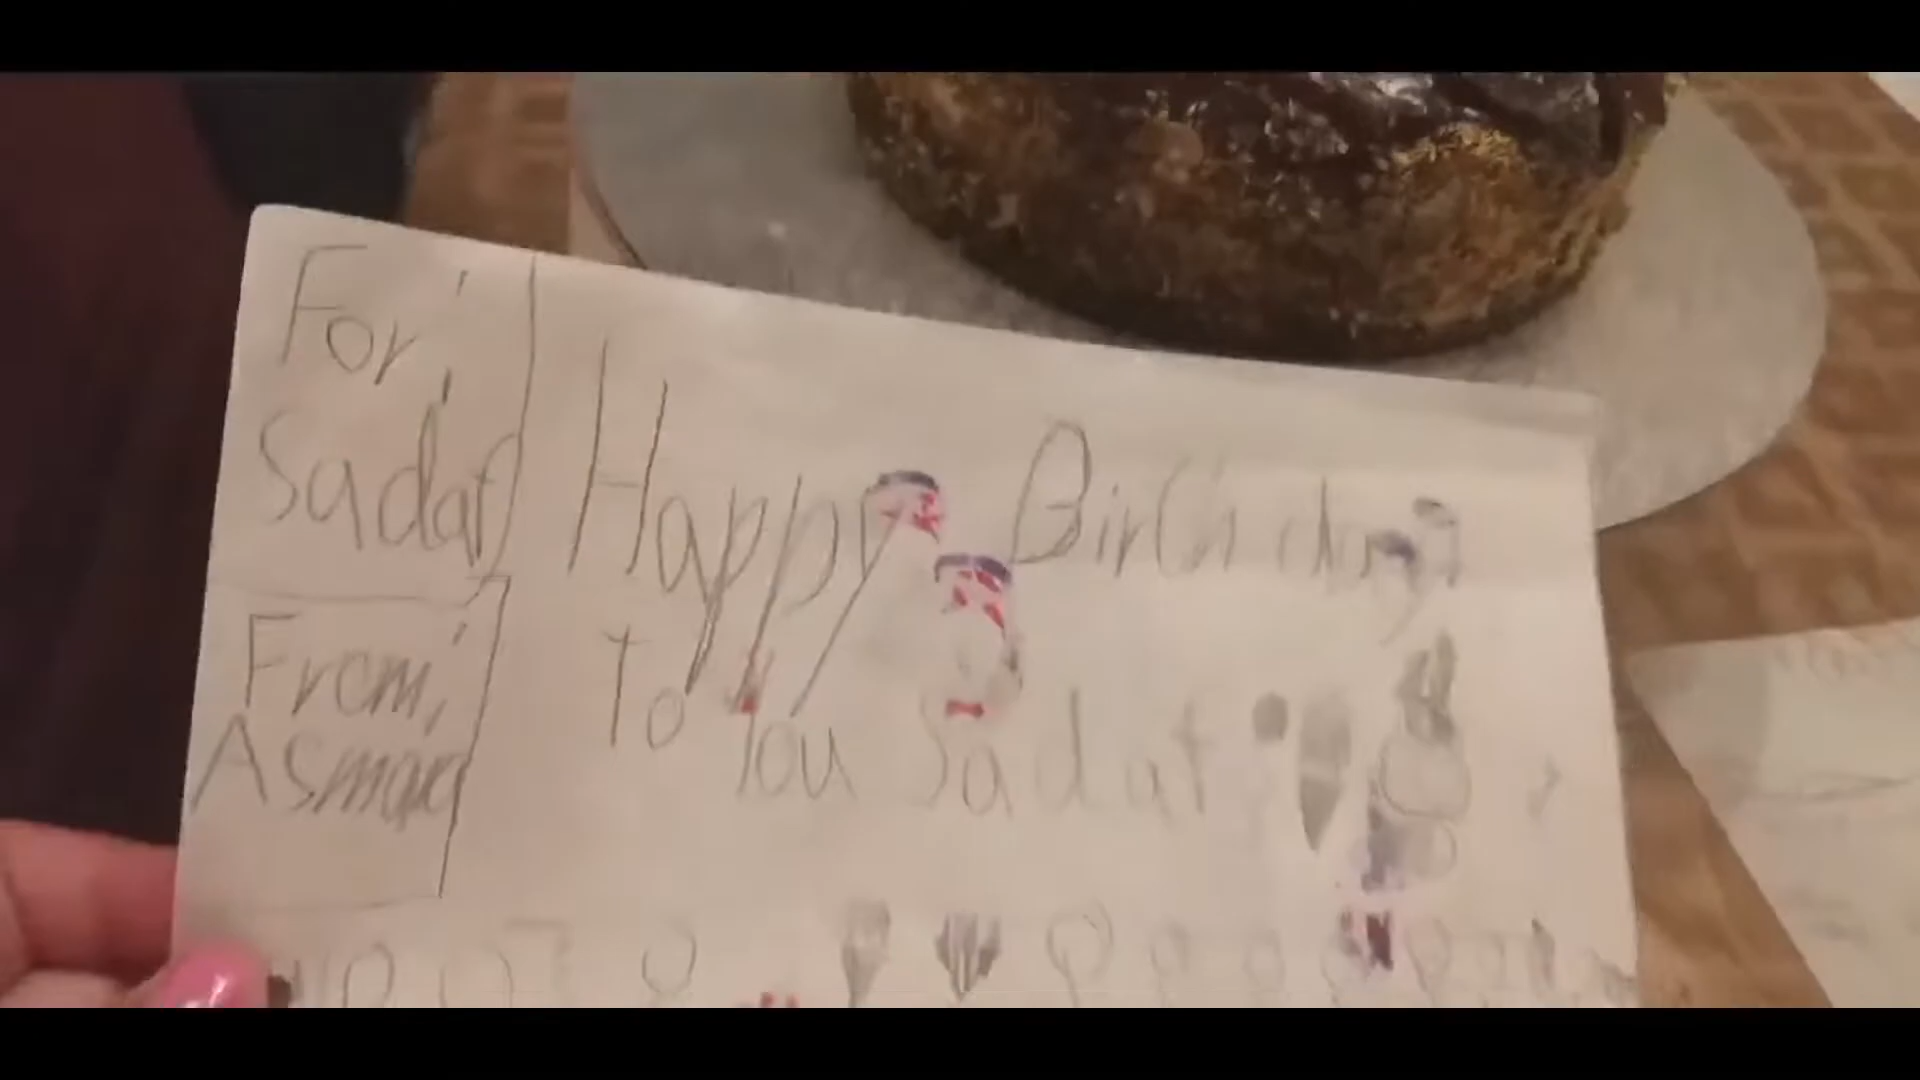 For,
Sadaf
From,
Asmaa
Happy Birthday
To You Sadaf